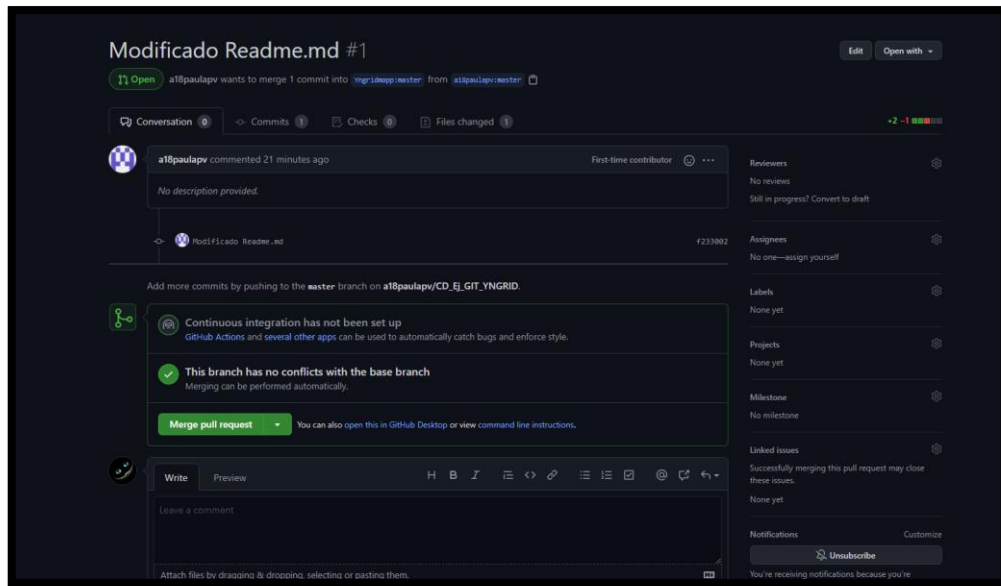 Modificado Readme.md #1
Edit
Open with
Open
a18paulapv wants to merge 1 commit into Yngridmapp:master from a18paulapv:master
Conversation 0
Commits 1
Checks 0
Files changed 1
+2 −1
a18paulapv commented 21 minutes ago
First-time contributor
No description provided.
Modificado Readme.md
f233002
Add more commits by pushing to the master branch on a18paulapv/CD_Ej_GIT_YNGRID.
Continuous integration has not been set up
GitHub Actions and several other apps can be used to automatically catch bugs and enforce style.
This branch has no conflicts with the base branch
Merging can be performed automatically.
Merge pull request
You can also open this in GitHub Desktop or view command line instructions.
Write
Preview
Leave a comment
Attach files by dragging & dropping, selecting or pasting them.
Reviewers
No reviews
Still in progress? Convert to draft
Assignees
No one—assign yourself
Labels
None yet
Projects
None yet
Milestone
No milestone
Linked issues
Successfully merging this pull request may close
these issues.
None yet
Notifications
Customize
Unsubscribe
You're receiving notifications because you're